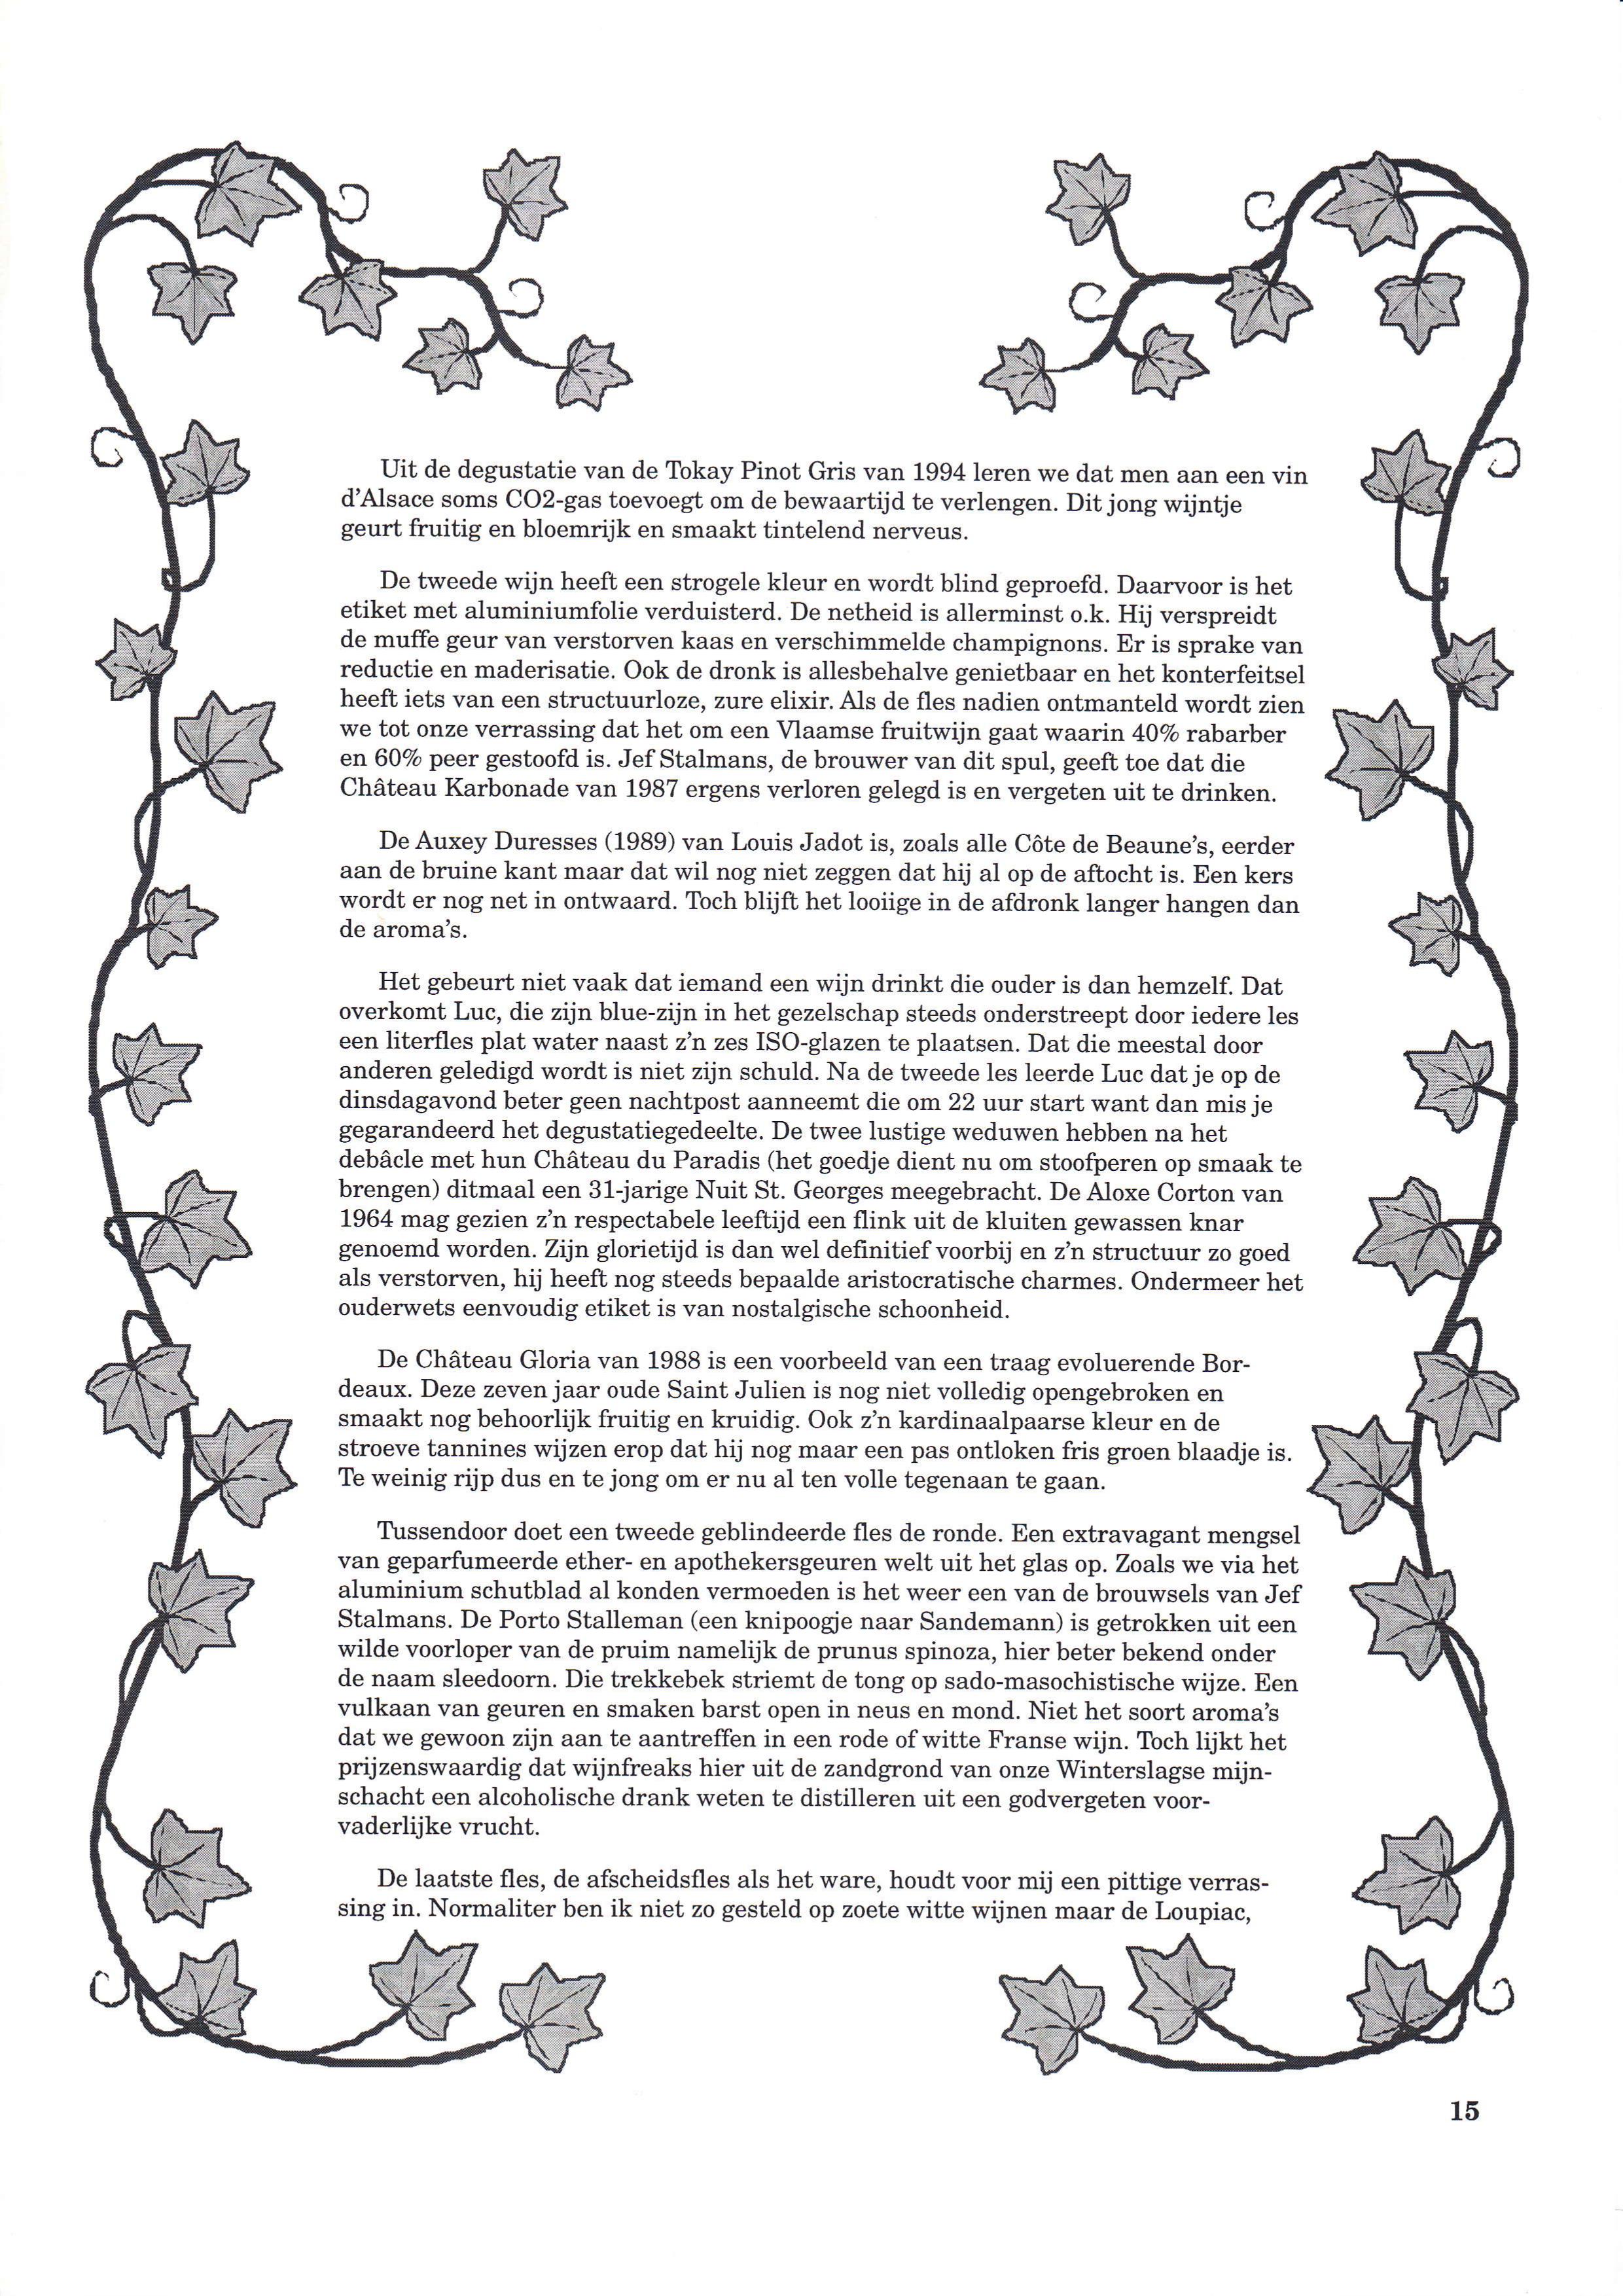 Uit de degustatie van de Tokay Pinot Gris van 1994 leren we dat men aan een vin
d'Alsace soms CO2-gas toevoegt om de bewaartijd te verlengen. Dit jong wijntje
geurt fruitig en bloemrijk en smaakt tintelend nerveus.
De tweede wijn heeft een strogele kleur en wordt blind geproefd. Daarvoor is het
etiket met aluminiumfolie verduisterd. De netheid is allerminst o.k. Hij verspreidt
de muffe geur van verstorven kaas en verschimmelde champignons. Er is sprake van
reductie en maderisatie. Ook de dronk is allesbehalve genietbaar en het konterfeitsel
heeft iets van een structuurloze, zure elixir. Als de fles nadien ontmanteld wordt zien
we tot onze verrassing dat het om een Vlaamse fruitwijn gaat waarin 40% rabarber
en 60% peer gestoofd is. Jef Stalmans, de brouwer van dit spul, geeft toe dat die
Château Karbonade van 1987 ergens verloren gelegd is en vergeten uit te drinken.
De Auxey Duresses (1989) van Louis Jadot is, zoals alle Côte de Beaune's, eerder
aan de bruine kant maar dat wil nog niet zeggen dat hij al op de aftocht is. Een kers
wordt er nog net in ontwaard. Toch blijft het looiige in de afdronk langer hangen dan
de aroma's.
Het gebeurt niet vaak dat iemand een wijn drinkt die ouder is dan hemzelf. Dat
overkomt Luc, die zijn blue-zijn in het gezelschap steeds onderstreept door iedere les
een literfles plat water naast z'n zes ISO-glazen te plaatsen. Dat die meestal door
anderen geledigd wordt is niet zijn schuld. Na de tweede les leerde Luc dat je op de
dinsdagavond beter geen nachtpost aanneemt die om 22 uur start want dan mis je
gegarandeerd het degustatiegedeelte. De twee lustige weduwen hebben na het
debâcle met hun Château du Paradis (het goedje dient nu om stoofperen op smaak te
brengen) ditmaal een 31-jarige Nuit St. Georges meegebracht. De Aloxe Corton van
1964 mag gezien z'n respectabele leeftijd een flink uit de kluiten gewassen knar
genoemd worden. Zijn glorietijd is dan wel definitief voorbij en z'n structuur zo goed
als verstorven, hij heeft nog steeds bepaalde aristocratische charmes. Ondermeer het
ouderwets eenvoudig etiket is van nostalgische schoonheid.
De Château Gloria van 1988 is een voorbeeld van een traag evoluerende Bor-
deaux. Deze zeven jaar oude Saint Julien is nog niet volledig opengebroken en
smaakt nog behoorlijk fruitig en kruidig. Ook z'n kardinaalpaarse kleur en de
stroeve tannines wijzen erop dat hij nog maar een pas ontloken fris groen blaadje is.
Te weinig rijp dus en te jong om er nu al ten volle tegenaan te gaan.
Tussendoor doet een tweede geblindeerde fles de ronde. Een extravagant mengsel
van geparfumeerde ether- en apothekersgeuren welt uit het glas op. Zoals we via het
aluminium schutblad al konden vermoeden is het weer een van de brouwsels van Jef
Stalmans. De Porto Stalleman (een knipoogje naar Sandemann) is getrokken uit een
wilde voorloper van de pruim namelijk de prunus spinoza, hier beter bekend onder
de naam sleedoorn. Die trekkebek striemt de tong op sado-masochistische wijze. Een
vulkaan van geuren en smaken barst open in neus en mond. Niet het soort aroma's
dat we gewoon zijn aan te aantreffen in een rode of witte Franse wijn. Toch lijkt het
prijzenswaardig dat wijnfreaks hier uit de zandgrond van onze Winterslagse mijn-
schacht een alcoholische drank weten te distilleren uit een godvergeten voor-
vaderlijke vrucht.
De laatste fles, de afscheidsfles als het ware, houdt voor mij een pittige verras-
sing in. Normaliter ben ik niet zo gesteld op zoete witte wijnen maar de Loupiac,
15